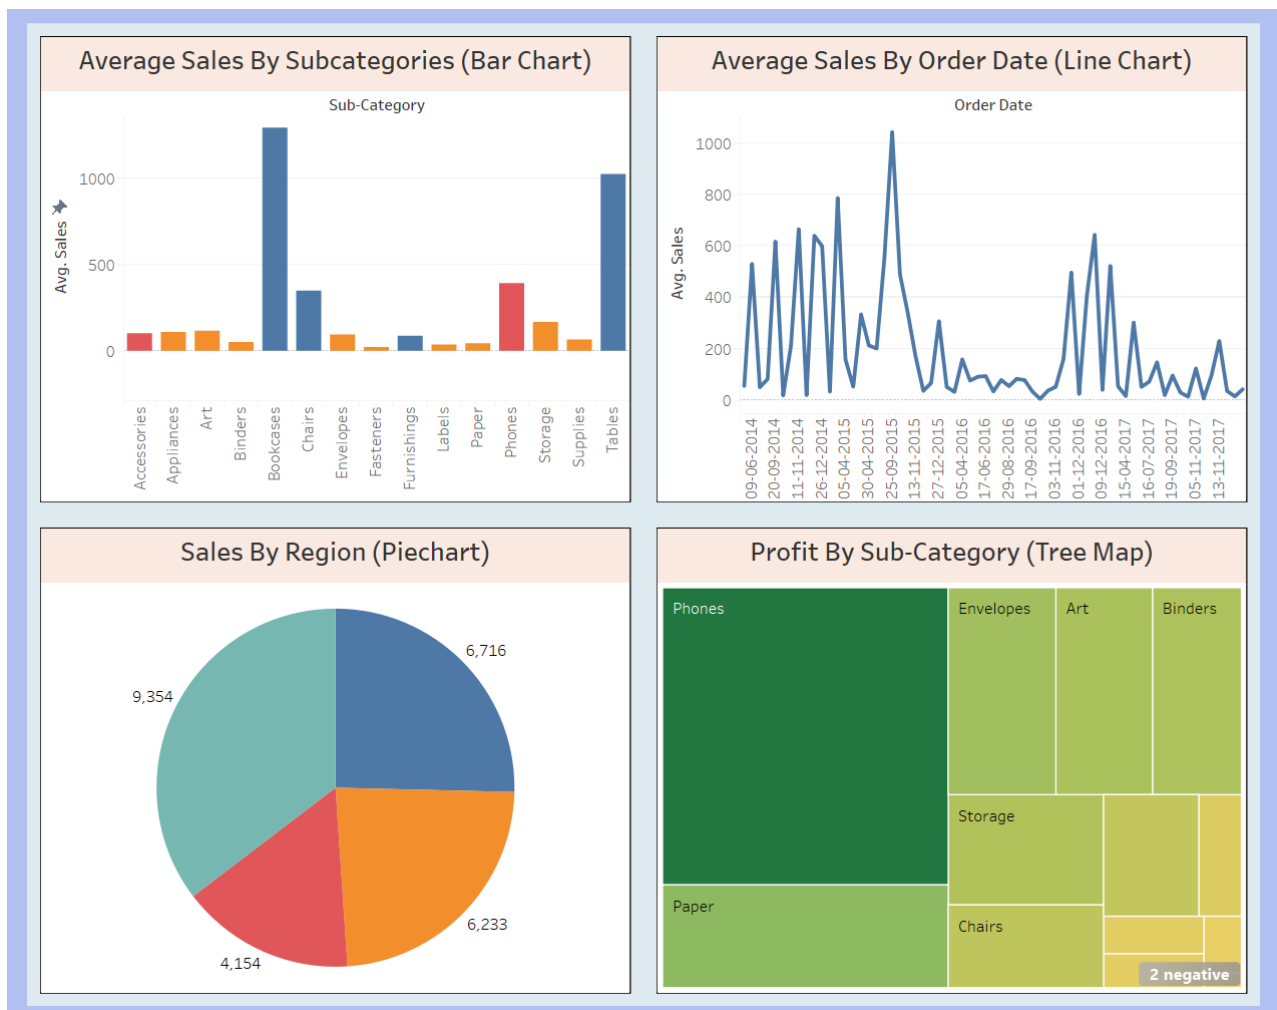 Average Sales By Subcategories (Bar Chart)
Sub-Category
Avg. Sales
1000
500
0
Accessories
Appliances
Art
Binders
Bookcases
Chairs
Envelopes
Fasteners
Furnishings
Labels
Paper
Phones
Storage
Supplies
Tables
Average Sales By Order Date (Line Chart)
Order Date
Avg. Sales
1000
800
600
400
200
0
09-06-2014
20-09-2014
11-11-2014
26-12-2014
05-04-2015
30-04-2015
25-09-2015
13-11-2015
27-12-2015
05-04-2016
17-06-2016
29-08-2016
17-09-2016
03-11-2016
01-12-2016
09-12-2016
15-04-2017
16-07-2017
19-09-2017
05-11-2017
13-11-2017
Sales By Region (Piechart)
6,716
9,354
6,233
4,154
Profit By Sub-Category (Tree Map)
Phones
Envelopes
Art
Binders
Storage
Paper
Chairs
2 negative